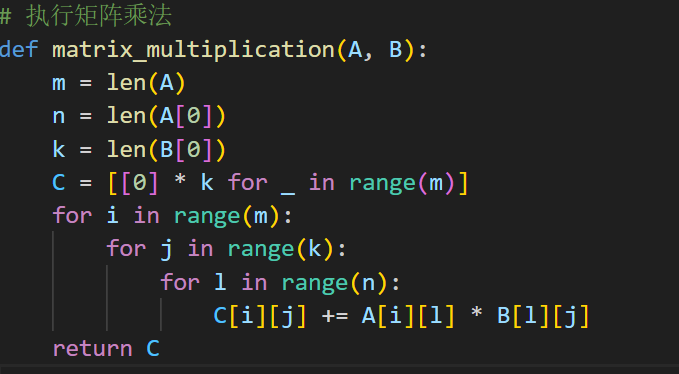 # 执行矩阵乘法
def matrix_multiplication(A, B):
    m = len(A)
    n = len(A[0])
    k = len(B[0])
    C = [[0] * k for _ in range(m)]
    for i in range(m):
        for j in range(k):
            for l in range(n):
                C[i][j] += A[i][l] * B[l][j]
    return C